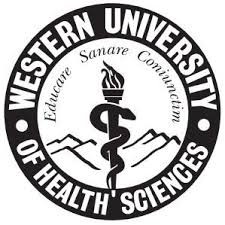 WESTERN UNIVERSITY
OF HEALTH SCIENCES
Educare Sanare Coniunctim